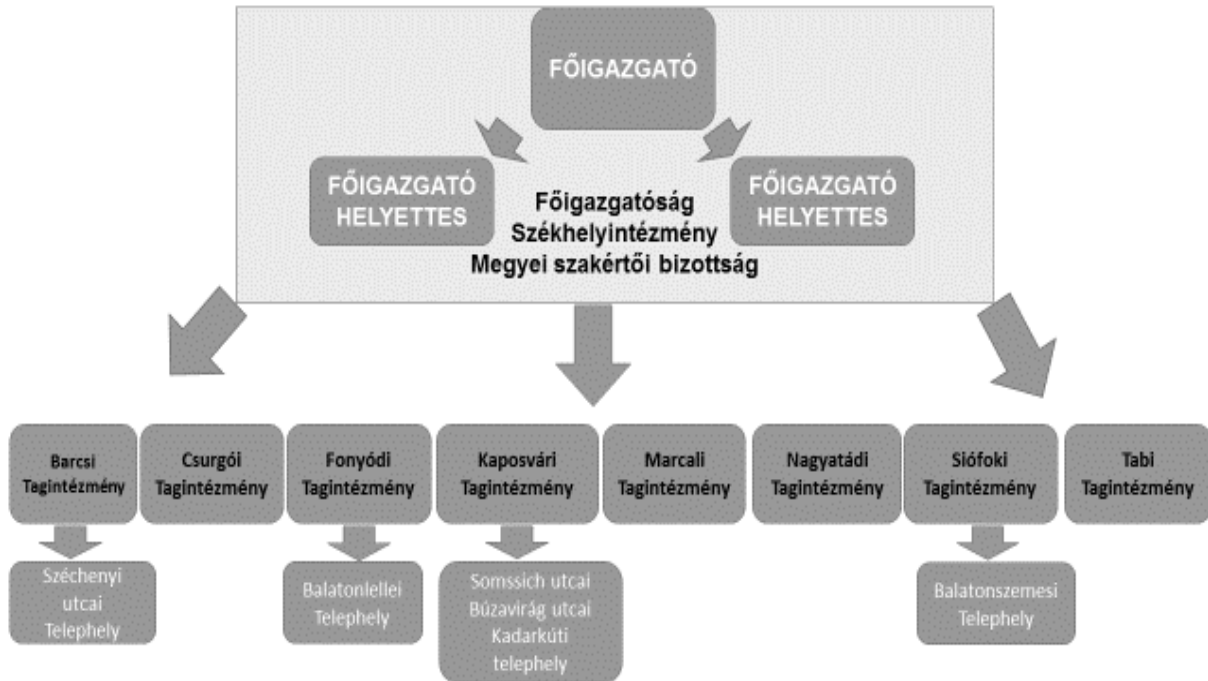 FŐIGAZGATÓ
FŐIGAZGATÓ
HELYETTES
FŐIGAZGATÓ
HELYETTES
Főigazgatóság
Székhelyintézmény
Megyei szakértői bizottság
Barcsi
Tagintézmény
Csurgói
Tagintézmény
Fonyódi
Tagintézmény
Kaposvári
Tagintézmény
Marcali
Tagintézmény
Nagyatádi
Tagintézmény
Siófoki
Tagintézmény
Tabi
Tagintézmény
Széchenyi
utcai
Telephely
Balatonlellei
Telephely
Somssich utcai
Búzavirág utcai
Kadarkúti
telephely
Balatonszemesi
Telephely